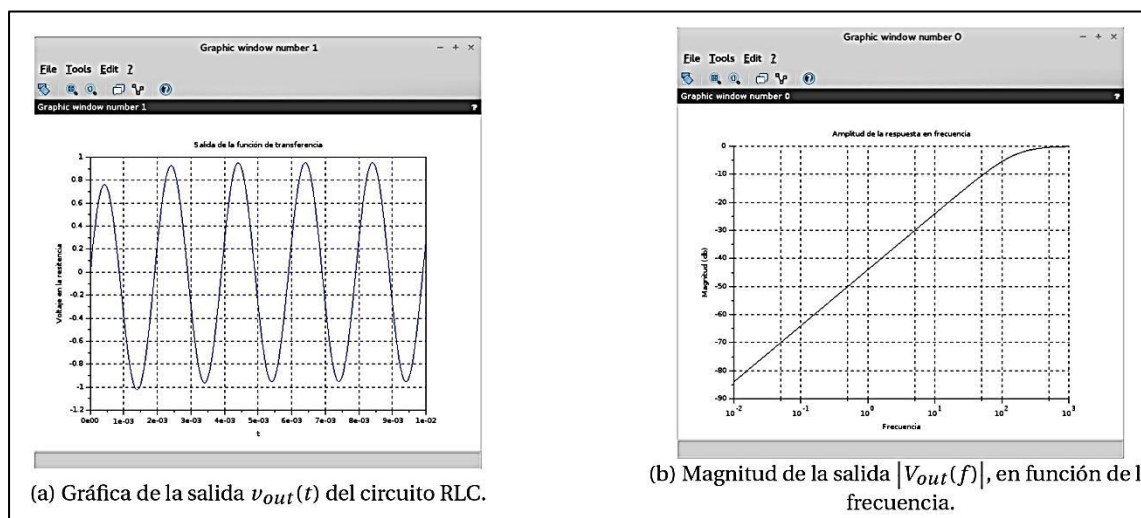 Graphic window number 1
File Tools Edit ?
Graphic window number 1 ?
Salida de la función de transferencia
Voltaje en la resitencia
1
0.8
0.6
0.4
0.2
0
-0.2
-0.4
-0.6
-0.8
-1
-1.2
0e00 1e-03 2e-03 3e-03 4e-03 5e-03 6e-03 7e-03 8e-03 9e-03 1e-02
t
(a) Gráfica de la salida v_out(t) del circuito RLC.
Graphic window number 0
File Tools Edit ?
Graphic window number 0 ?
Amplitud de la respuesta en frecuencia
Magnitud (db)
0
-10
-20
-30
-40
-50
-60
-70
-80
-90
10^-2 10^-1 10^0 10^1 10^2 10^3
Frecuencia
(b) Magnitud de la salida |V_out(f)|, en función de l
frecuencia.